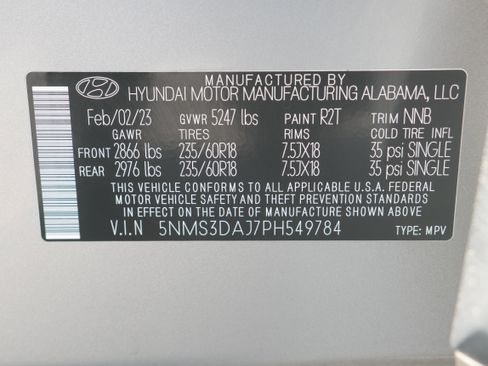 MANUFACTURED BY
HYUNDAI MOTOR MANUFACTURING ALABAMA, LLC
Feb/02/23 GVWR 5247 lbs PAINT R2T TRIM NNB
GAWR TIRES RIMS COLD TIRE INFL
FRONT 2866 lbs 235/60R18 7.5JX18 35 psi SINGLE
REAR 2976 lbs 235/60R18 7.5JX18 35 psi SINGLE
THIS VEHICLE CONFORMS TO ALL APPLICABLE U.S.A. FEDERAL
MOTOR VEHICLE SAFETY AND THEFT PREVENTION STANDARDS
IN EFFECT ON THE DATE OF MANUFACTURE SHOWN ABOVE
V.I.N 5NMS3DAJ7PH549784 TYPE: MPV